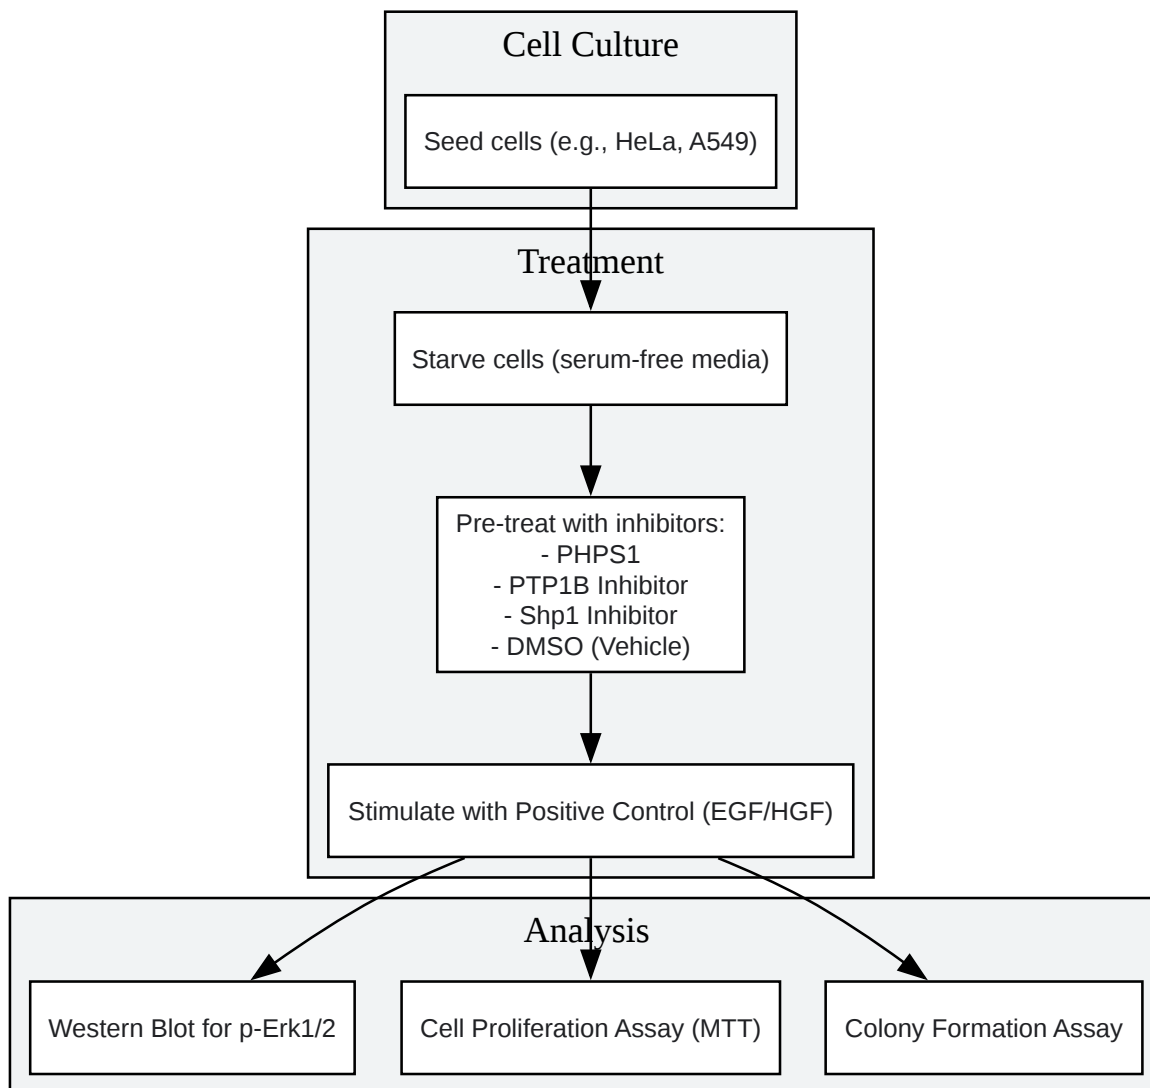 Cell Culture
Seed cells (e.g., HeLa, A549)
Treatment
Starve cells (serum-free media)
Pre-treat with inhibitors:
- PHPS1
- PTP1B Inhibitor
- Shp1 Inhibitor
- DMSO (Vehicle)
Stimulate with Positive Control (EGF/HGF)
Analysis
Western Blot for p-Erk1/2
Cell Proliferation Assay (MTT)
Colony Formation Assay